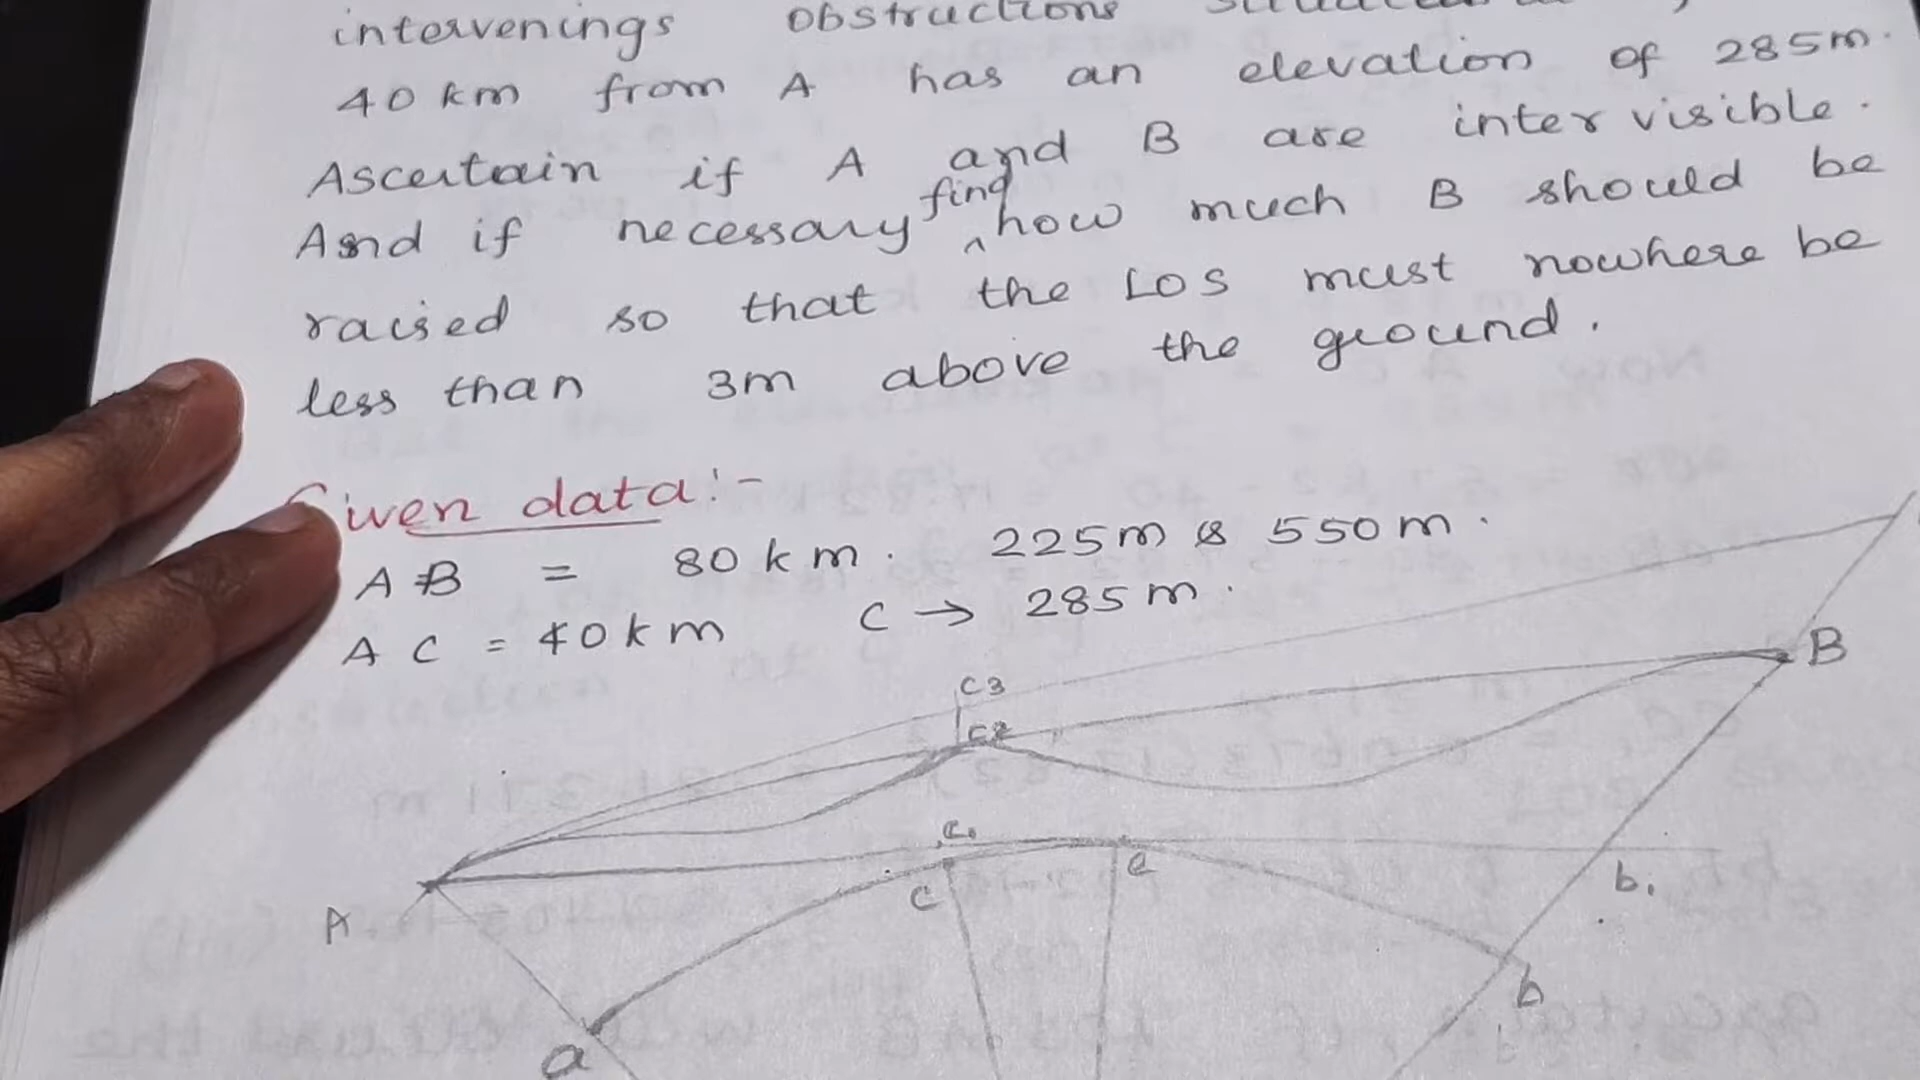 intervenings obstructions
40 km from A has an elevation of 285m.
Ascertain if A and B are inter visible.
And if necessary find how much B should be
raised so that the LOS must nowhere be
less than 3m above the ground.
Given data:-
AB = 80 km. 225m & 550m.
AC = 40 km C → 285m.
C3
C2
B
C1
A
C
e
b1
b
a